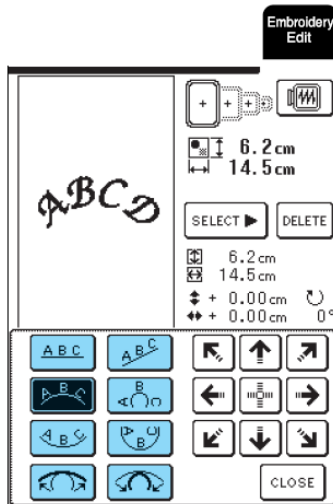 Embroidery
Edit
6.2cm
14.5cm
ABCD
SELECT ▶ DELETE
6.2cm
14.5cm
+ 0.00cm
+ 0.00cm 0°
ABC ABC
ABC ABC
ABC ABC
CLOSE